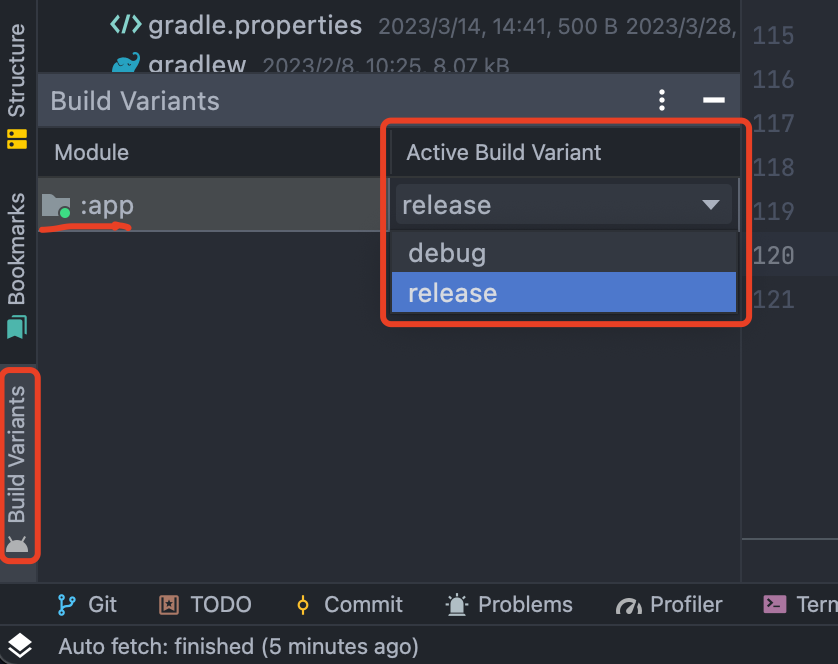 gradle.properties 2023/3/14, 14:41, 500 B 2023/3/28,
gradlew 2023/2/8, 10:25, 8.07 kB
Build Variants
Module
Active Build Variant
:app
release
debug
release
115
116
117
118
119
120
121
Structure
Bookmarks
Build Variants
Git
TODO
Commit
Problems
Profiler
Tern
Auto fetch: finished (5 minutes ago)